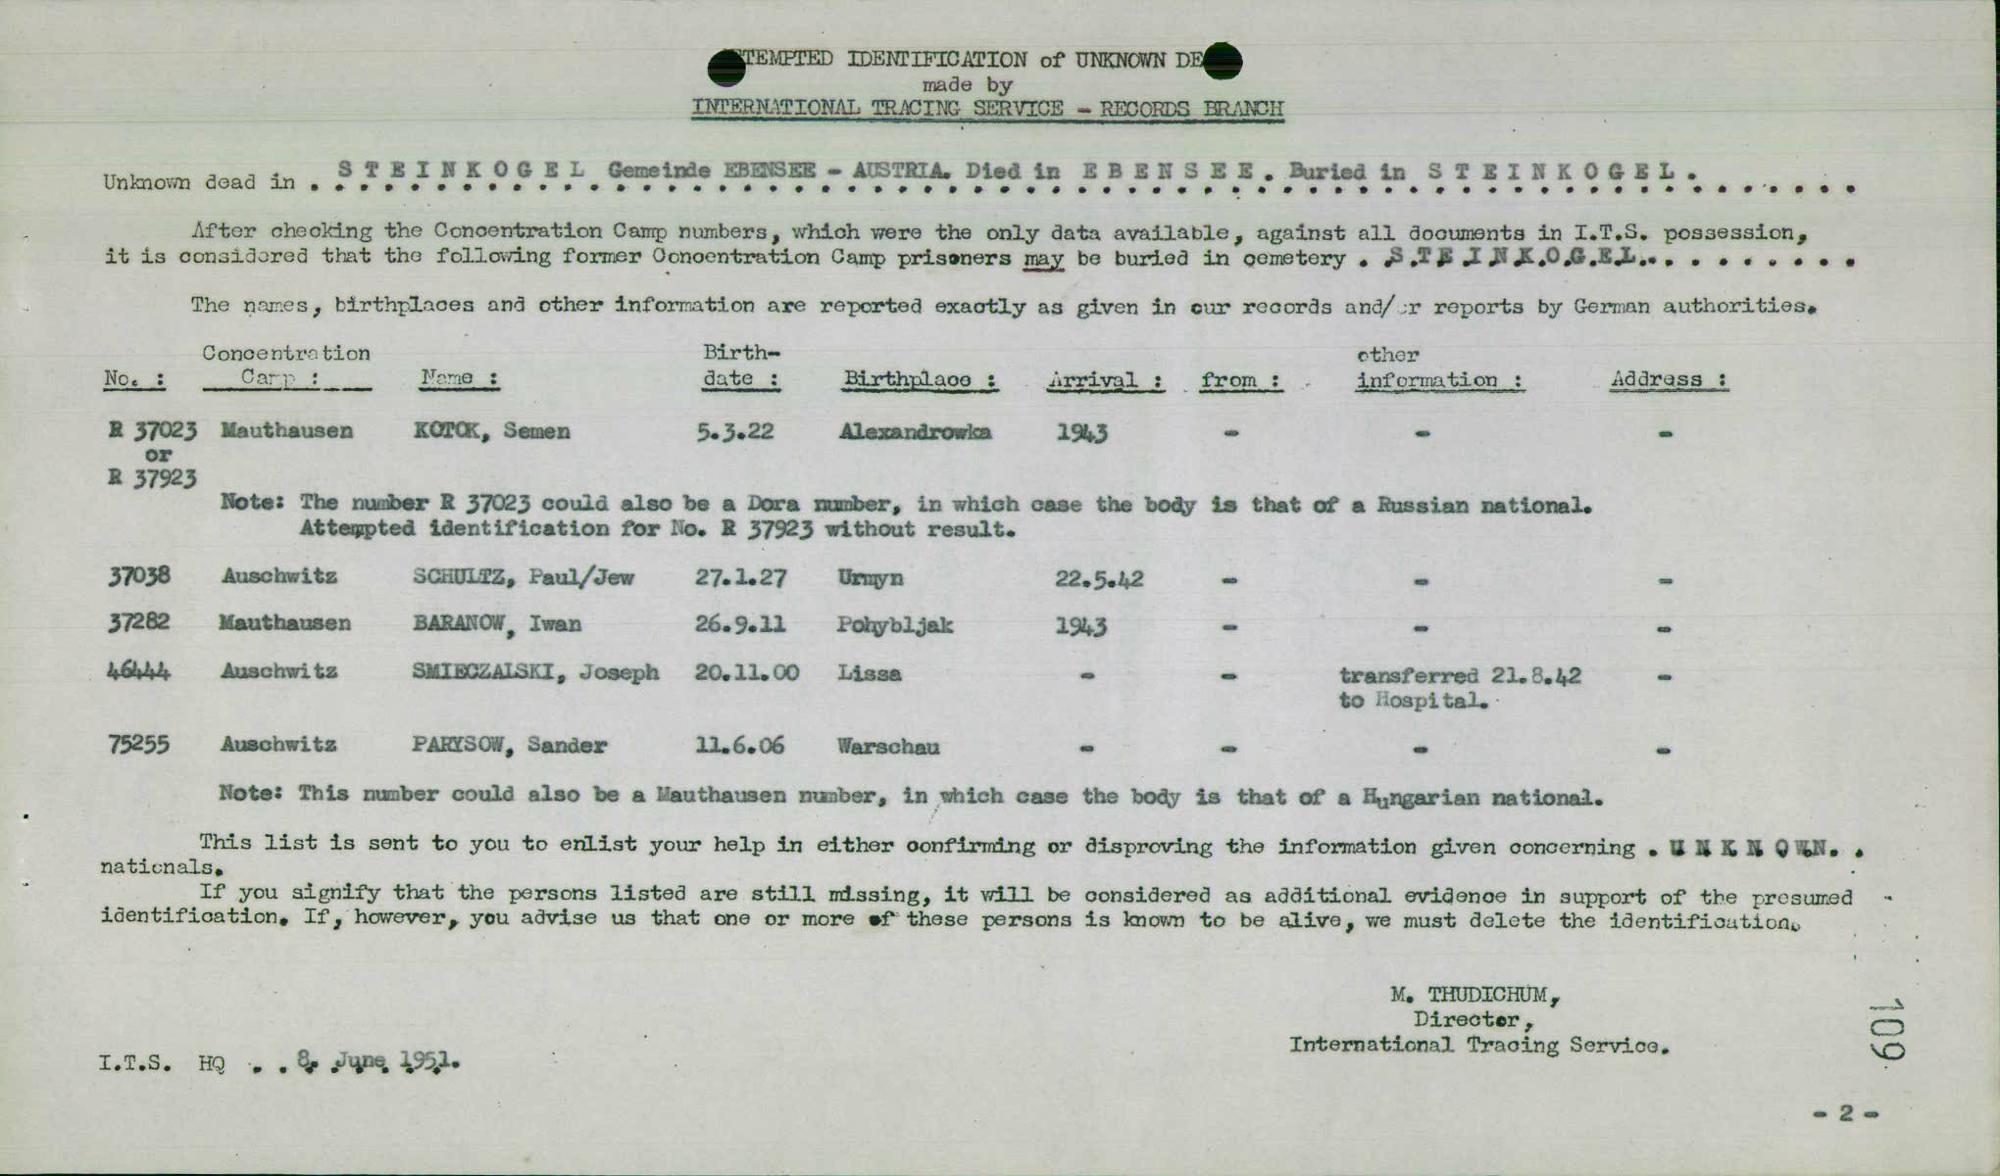 TEMPTED IDENTIFICATION of UNKNOWN DE
made by
INTERNATIONAL TRACING SERVICE - RECORDS BRANCH
Unknown dead in . STEINKOGEL Gemeinde EBENSEE - AUSTRIA. Died in EBENSEE. Buried in STEINKOGEL.
After checking the Concentration Camp numbers, which were the only data available, against all documents in I.T.S. possession,
it is considered that the following former Concentration Camp prisoners may be buried in cemetery . S.T.E.I.N.K.O.G.E.L. . . . . . . . . .
The names, birthplaces and other information are reported exactly as given in our records and/or reports by German authorities.
No. : Concentration Camp : Name : Birth-date : Birthplace : Arrival : from : other information : Address :
R 37023 Mauthausen KOTOK, Semen 5.3.22 Alexandrowka 1943 - - -
or
R 37923
Note: The number R 37023 could also be a Dora number, in which case the body is that of a Russian national.
Attempted identification for No. R 37923 without result.
37038 Auschwitz SCHULTZ, Paul/Jew 27.1.27 Urmyn 22.5.42 - - -
37282 Mauthausen BARANOW, Iwan 26.9.11 Pohybljak 1943 - - -
46444 Auschwitz SMIECZALSKI, Joseph 20.11.00 Lissa - - transferred 21.8.42 -
to Hospital.
75255 Auschwitz PARYSOW, Sander 11.6.06 Warschau - - - -
Note: This number could also be a Mauthausen number, in which case the body is that of a Hungarian national.
This list is sent to you to enlist your help in either confirming or disproving the information given concerning . UNKNOWN. .
nationals.
If you signify that the persons listed are still missing, it will be considered as additional evidence in support of the presumed
identification. If, however, you advise us that one or more of these persons is known to be alive, we must delete the identification.
M. THUDICHUM,
Director,
International Tracing Service.
I.T.S. HQ . . 8. June 1951.
109
- 2 -